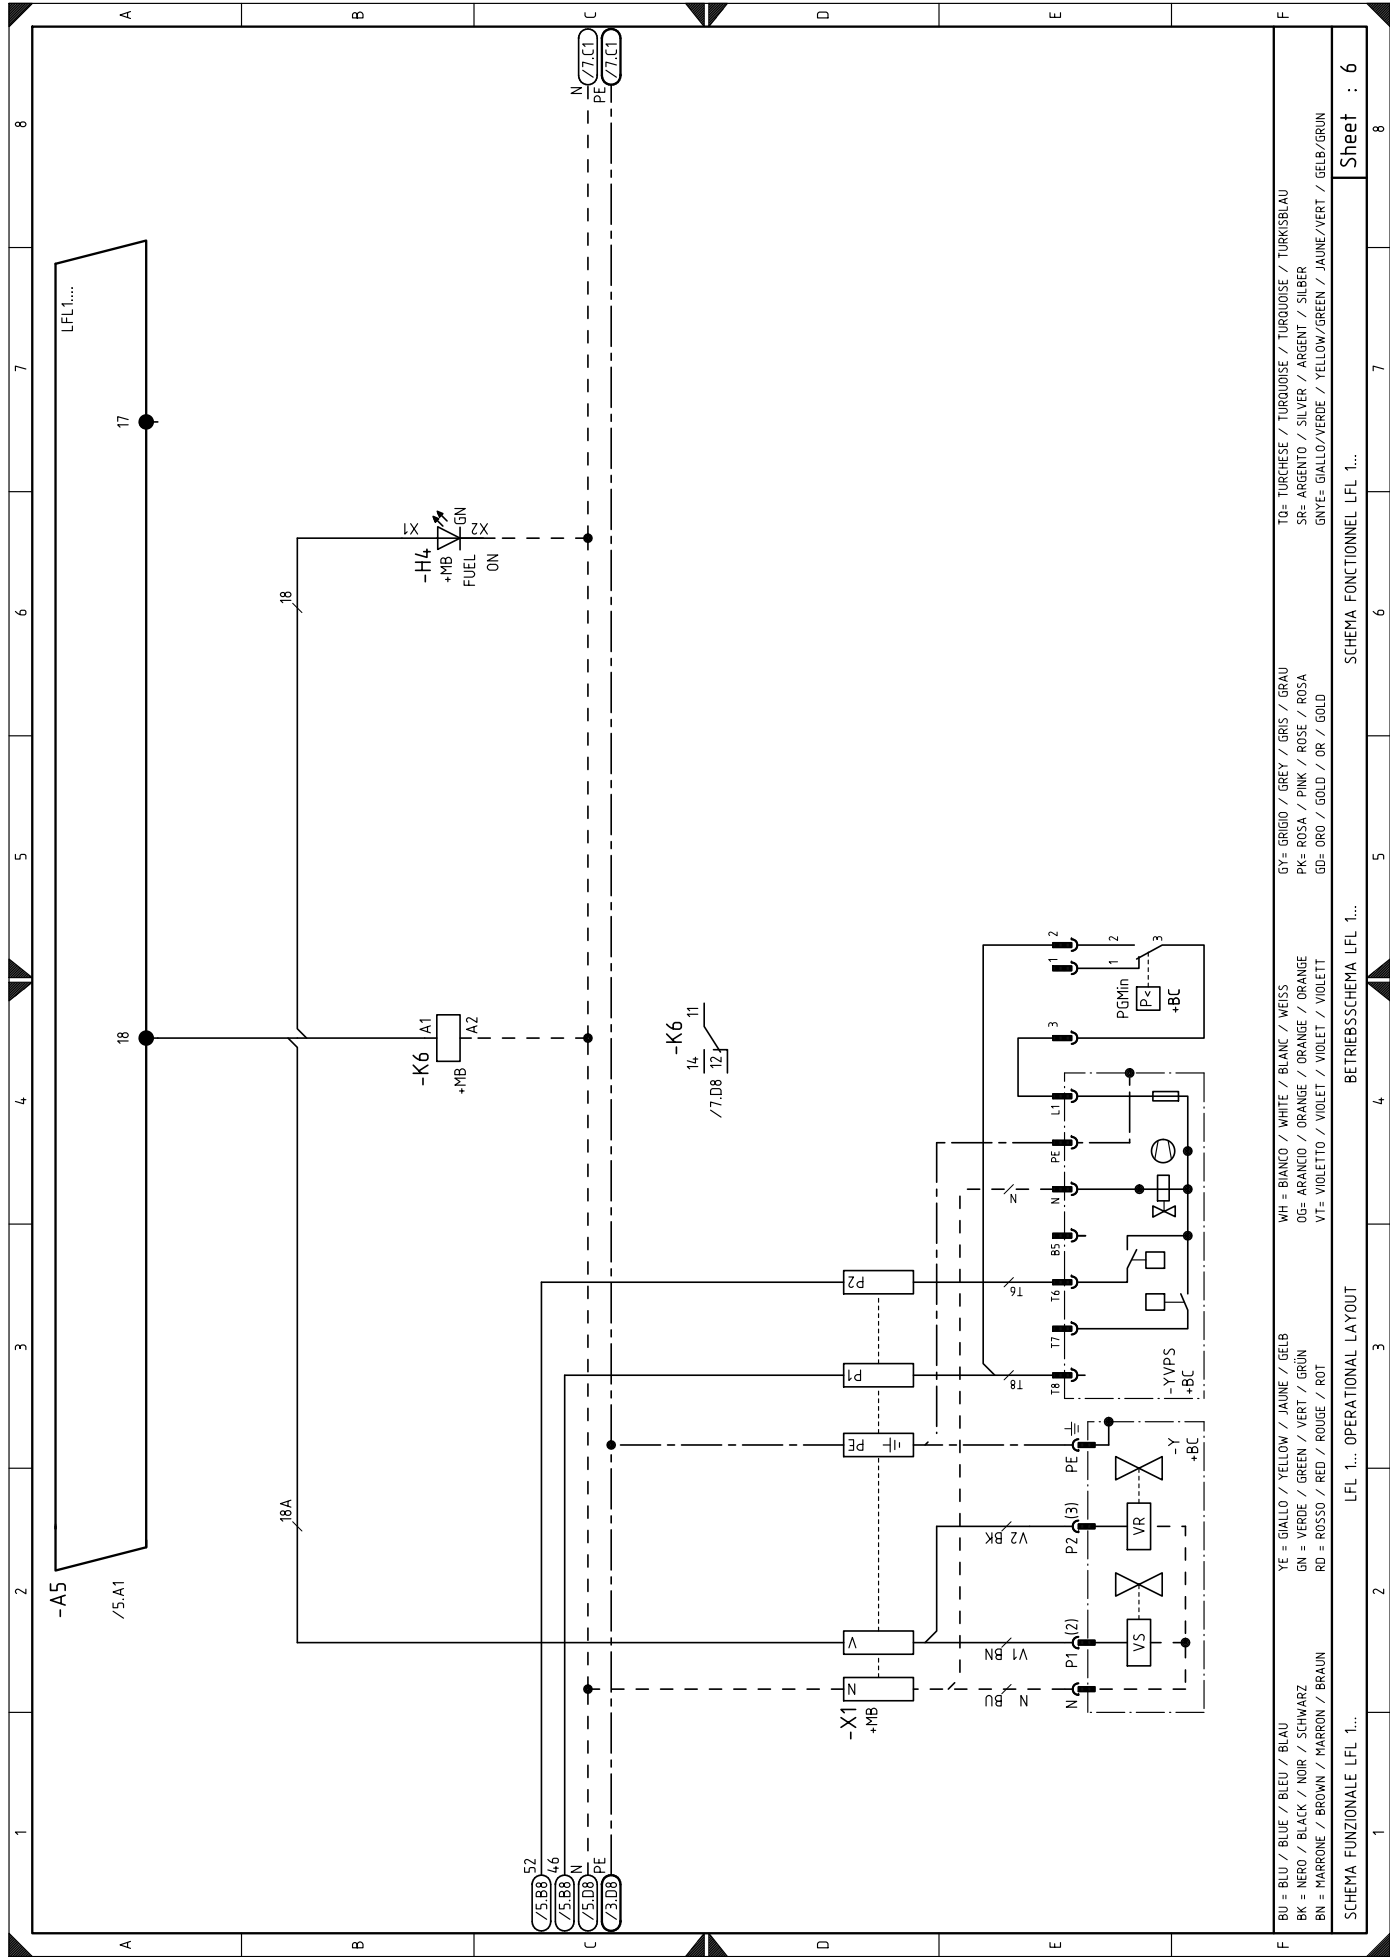 1 2 3 4 5 6 7 8
A
B
C
D
E
F
-A5
/5.A1
LFL1....
18
17
18A
18
-K6
+MB
A1
A2
-H4
+MB
FUEL
ON
X1
X2
GN
/5.B8 52
/5.B8 46
/5.D8 N
/3.D8 PE
N /7.C1
PE /7.C1
-K6
14
12
11
/7.D8
-X1
+MB
N
V
PE
P1
P2
N BU
V1 BN
V2 BK
T8
T6
N
N
P1 (2)
P2 (3)
PE
VS
VR
-Y
+BC
T8
T7
T6
B5
N
PE
L1
3
1
2
-YVPS
+BC
PGMin
P<
+BC
1
2
3
BU = BLU / BLUE / BLEU / BLAU
BK = NERO / BLACK / NOIR / SCHWARZ
BN = MARRONE / BROWN / MARRON / BRAUN
YE = GIALLO / YELLOW / JAUNE / GELB
GN = VERDE / GREEN / VERT / GRÜN
RD = ROSSO / RED / ROUGE / ROT
WH = BIANCO / WHITE / BLANC / WEISS
OG= ARANCIO / ORANGE / ORANGE / ORANGE
VT= VIOLETTO / VIOLET / VIOLET / VIOLETT
GY= GRIGIO / GREY / GRIS / GRAU
PK= ROSA / PINK / ROSE / ROSA
GD= ORO / GOLD / OR / GOLD
TQ= TURCHESE / TURQUOISE / TURQUOISE / TURKISBLAU
SR= ARGENTO / SILVER / ARGENT / SILBER
GNYE= GIALLO/VERDE / YELLOW/GREEN / JAUNE/VERT / GELB/GRUN
SCHEMA FUNZIONALE LFL 1...
LFL 1... OPERATIONAL LAYOUT
BETRIEBSSCHEMA LFL 1...
SCHEMA FONCTIONNEL LFL 1...
Sheet : 6
1 2 3 4 5 6 7 8
A
B
C
D
E
F